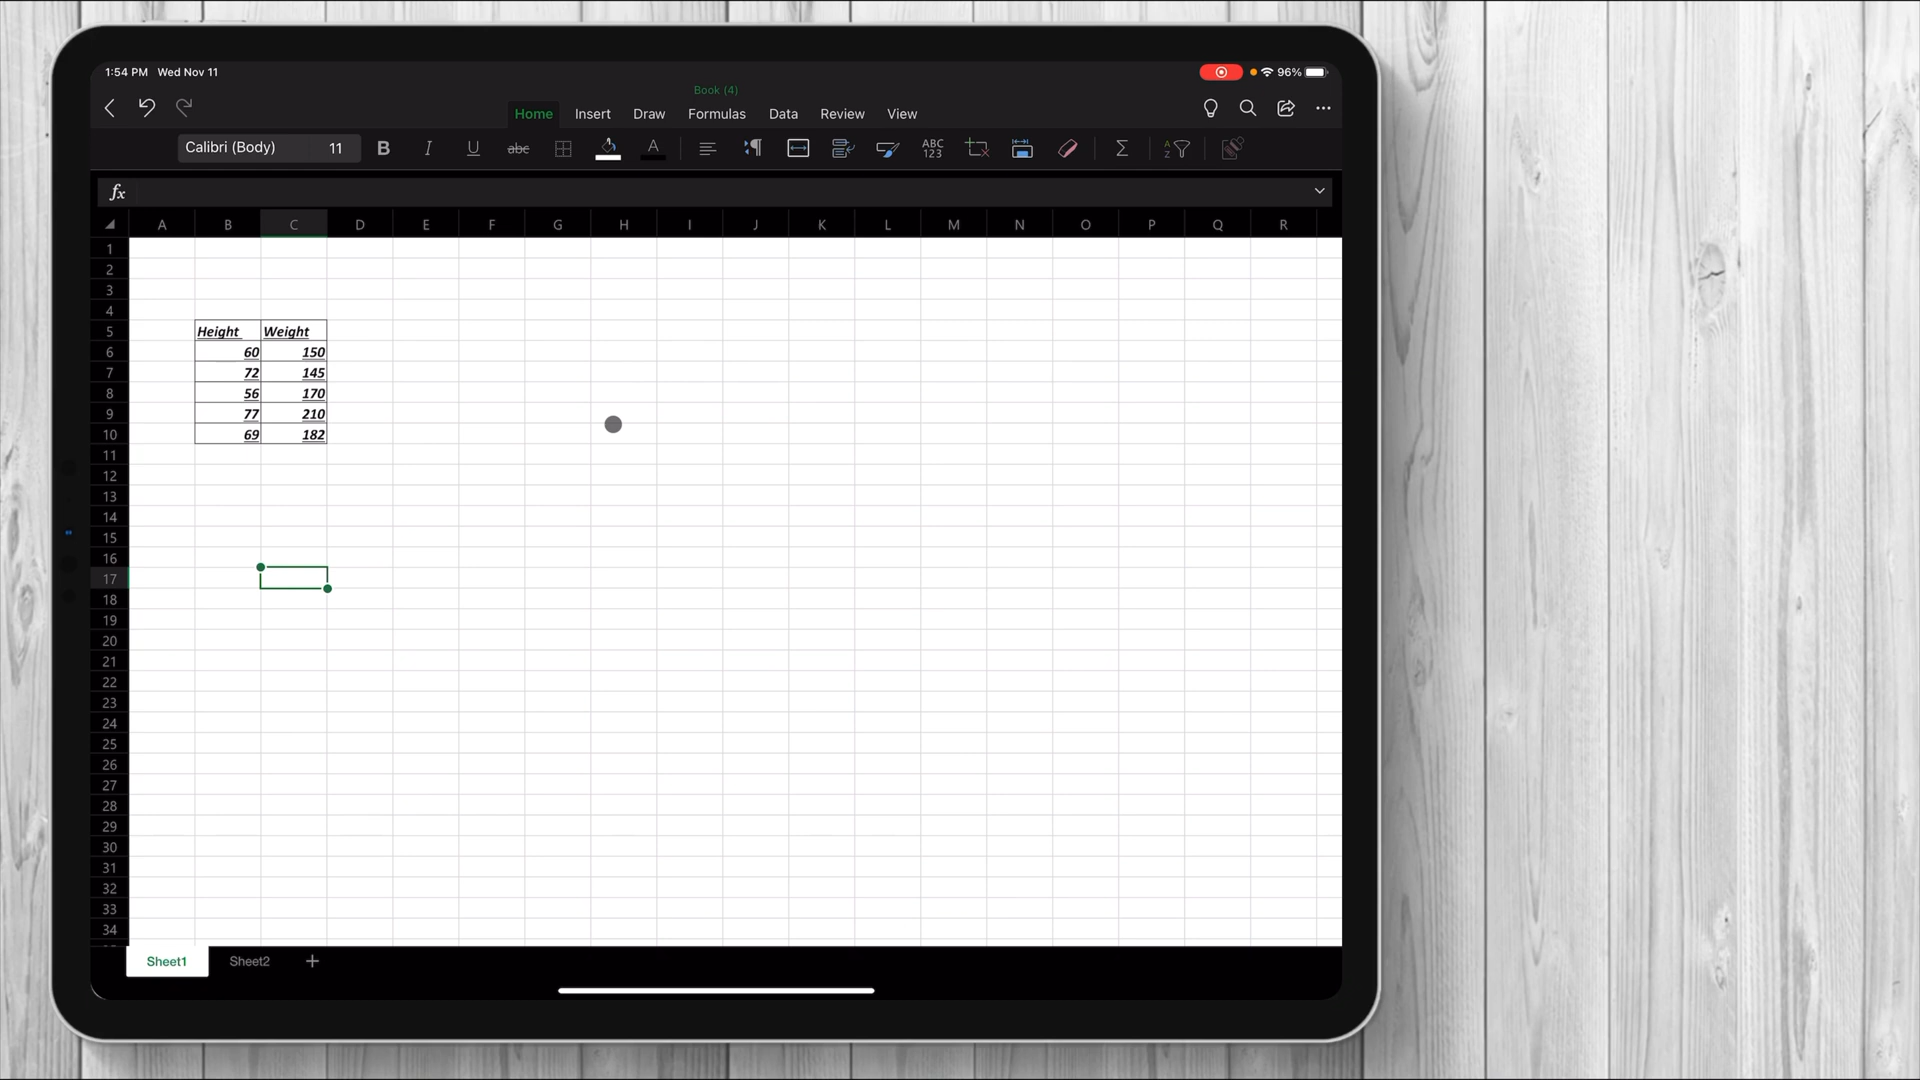 1:54 PM Wed Nov 11
96%
Book (4)
Home Insert Draw Formulas Data Review View
Calibri (Body) 11 B I U abc A ABC 123 Σ A Z
fx
A B C D E F G H I J K L M N O P Q R
1
2
3
4
5 Height Weight
6 60 150
7 72 145
8 56 170
9 77 210
10 69 182
11
12
13
14
15
16
17
18
19
20
21
22
23
24
25
26
27
28
29
30
31
32
33
34
Sheet1 Sheet2 +